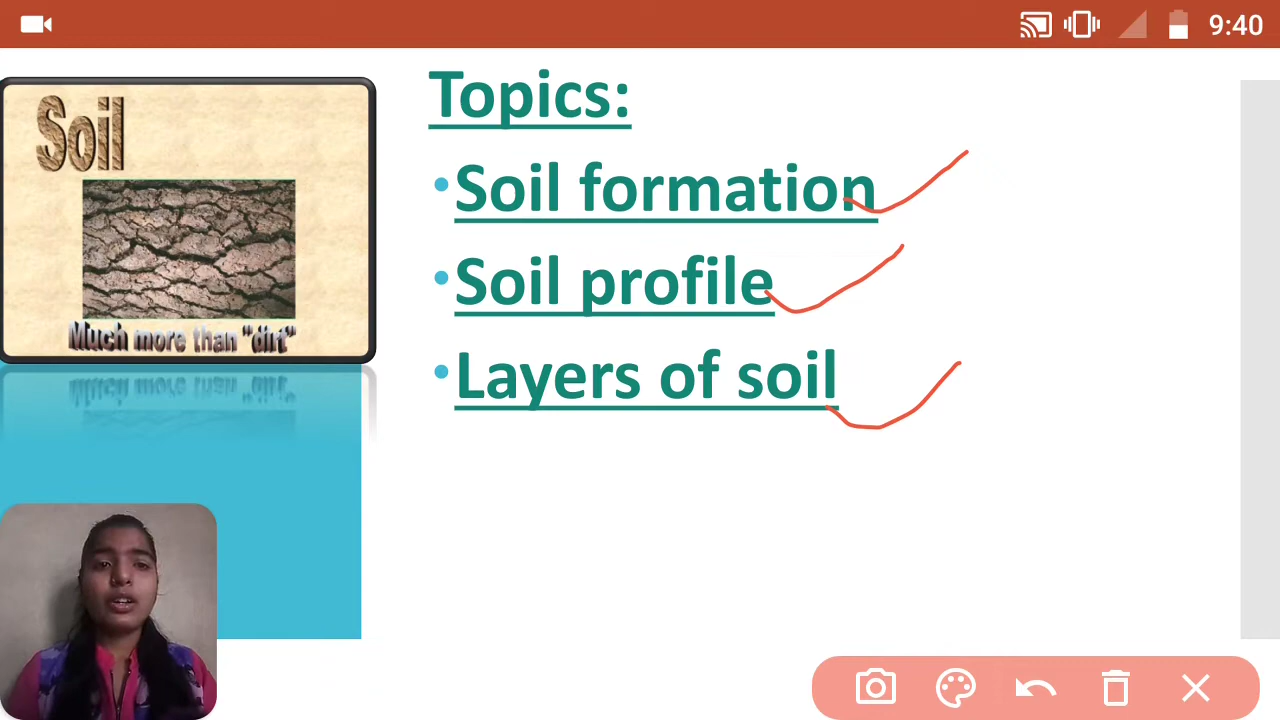 9:40
Soil
Much more than "dirt"
Topics:
•Soil formation
•Soil profile
•Layers of soil